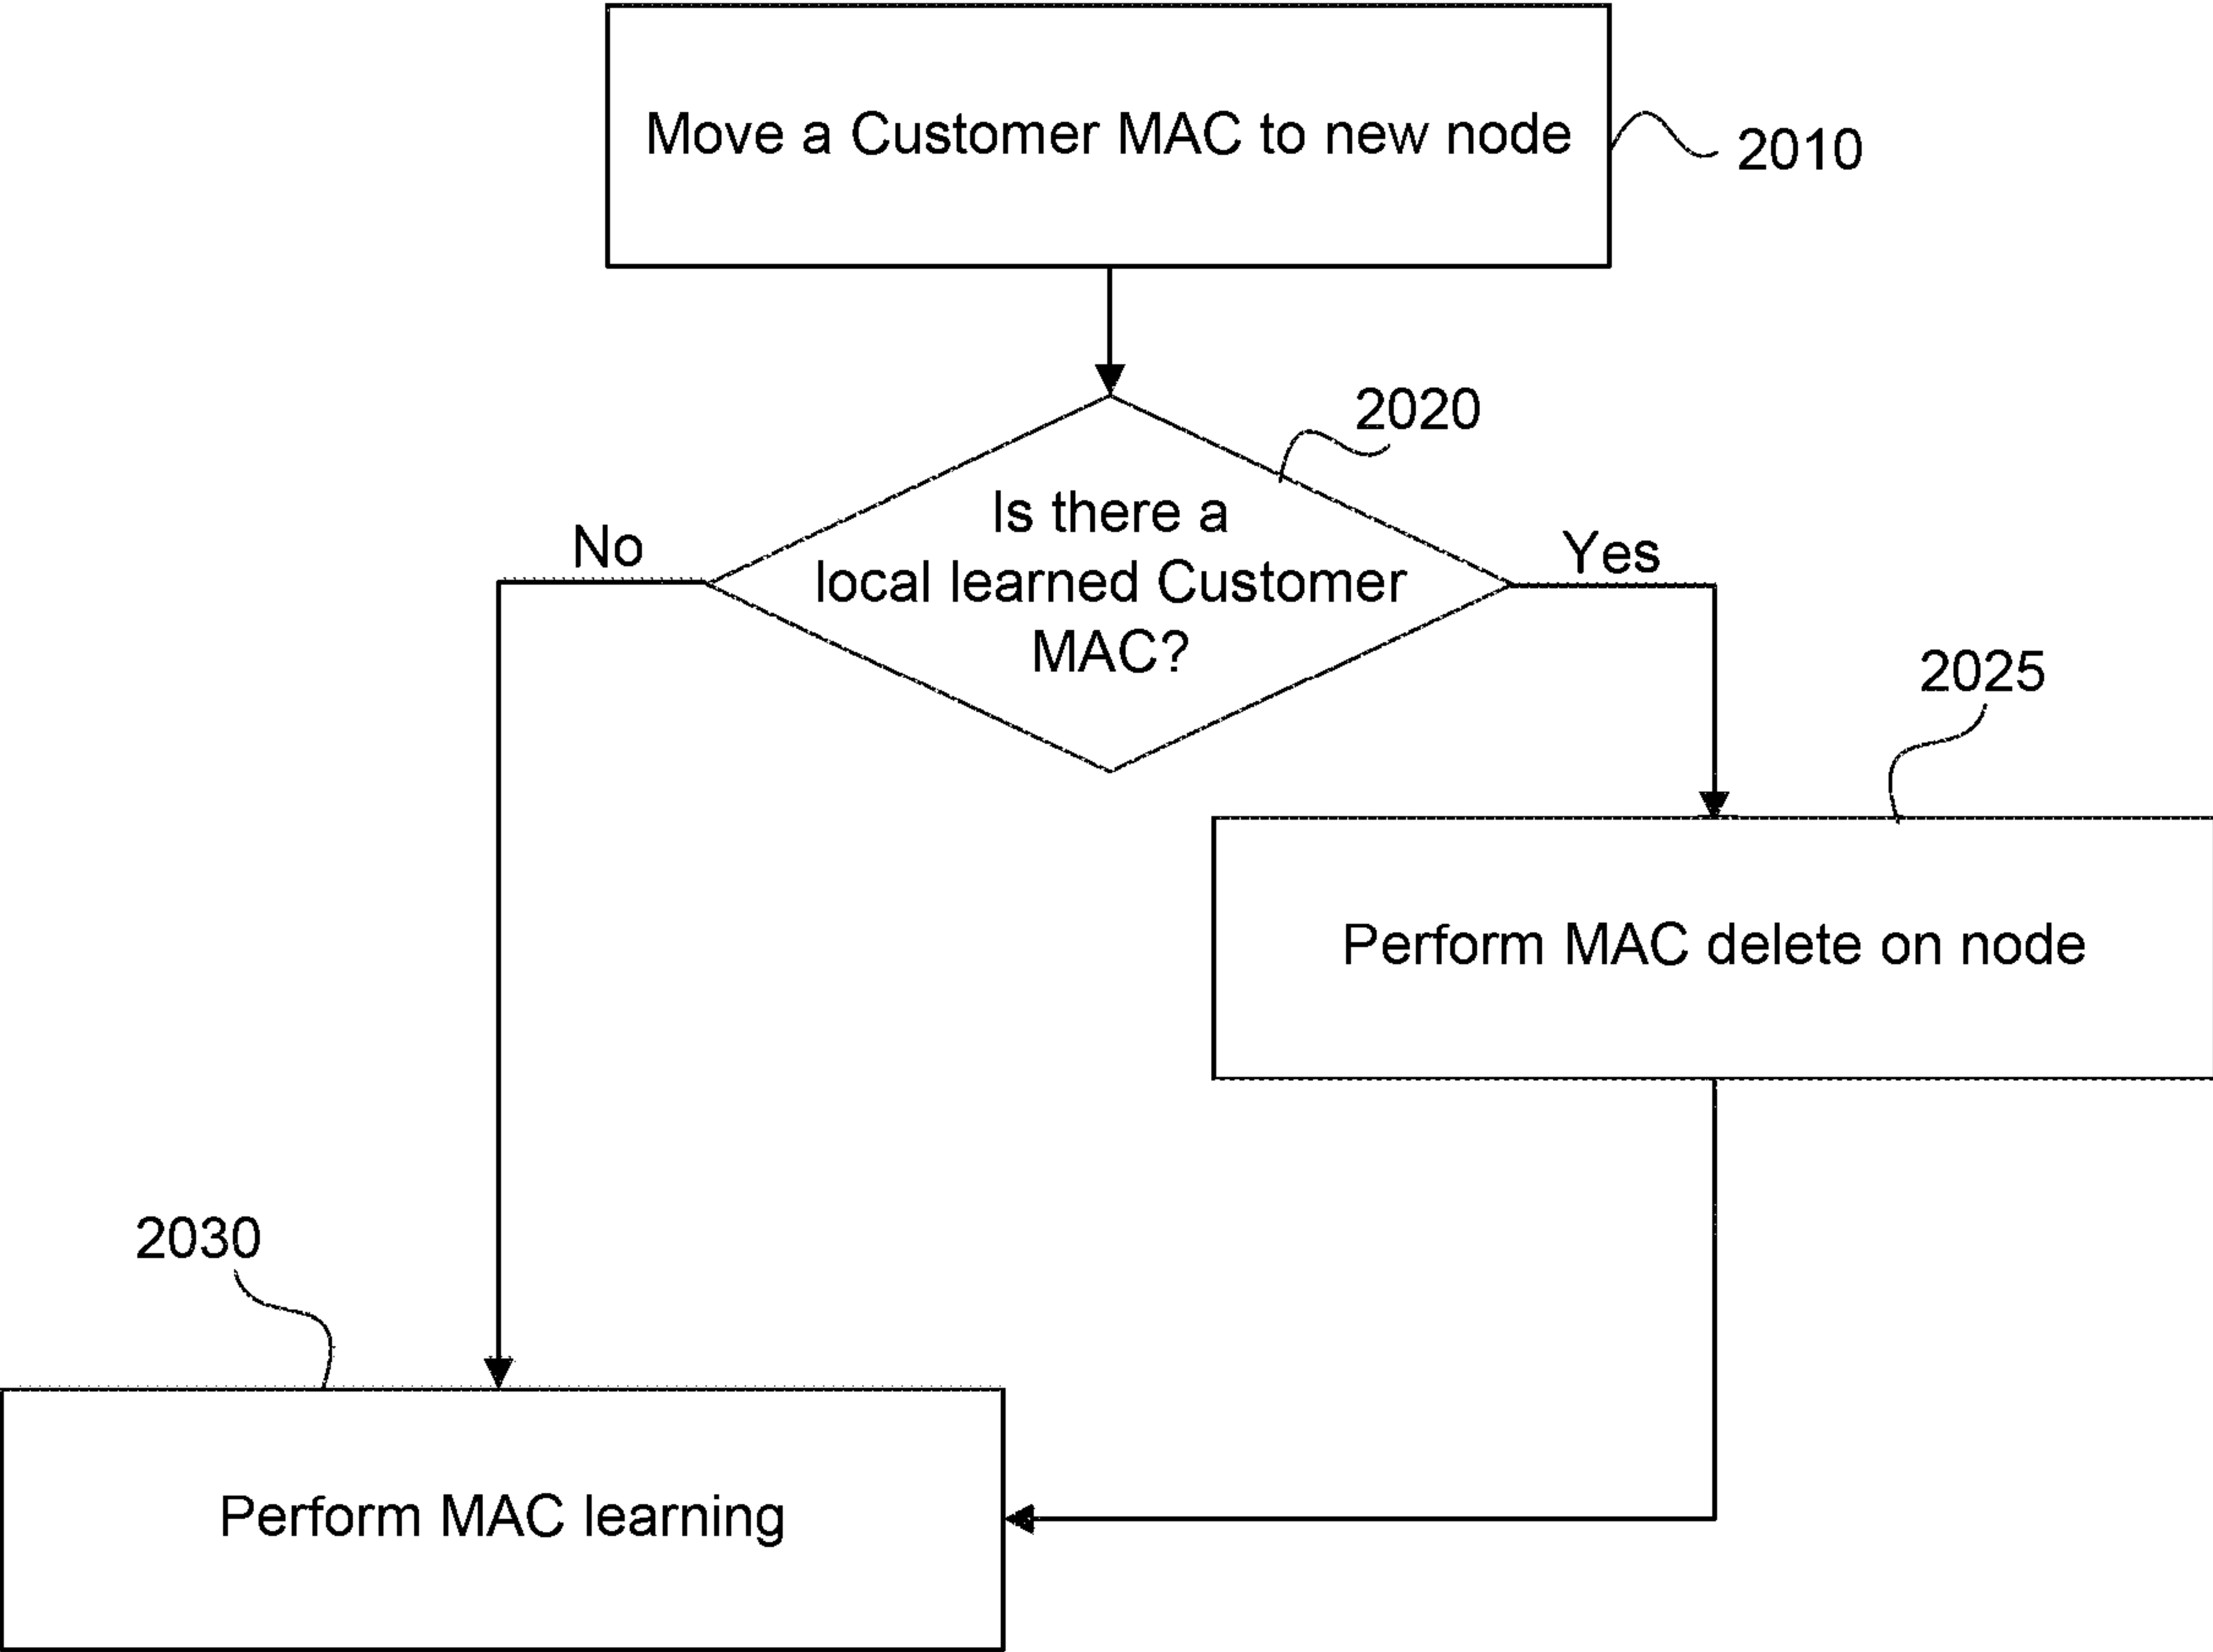 Move a Customer MAC to new node
2010
2020
Is there a
local learned Customer
MAC?
No
Yes
2025
Perform MAC delete on node
2030
Perform MAC learning